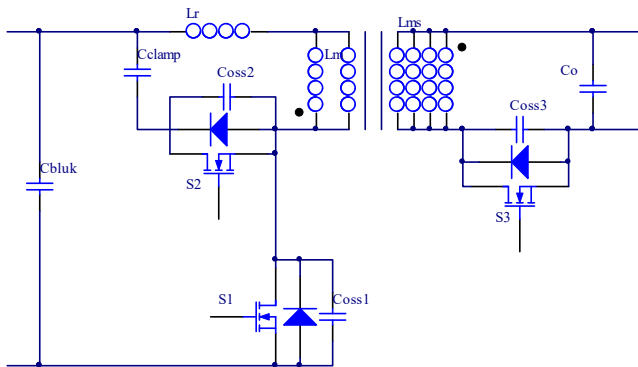 Lr
Lms
Cclamp
Lm
Coss2
Co
Coss3
Cbluk
S2
S3
S1
Coss1